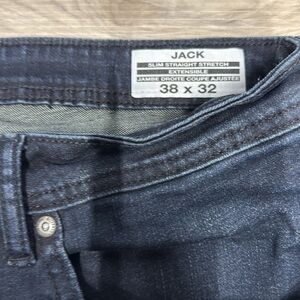 JACK
SLIM STRAIGHT STRETCH
EXTENSIBLE
JAMBE DROITE COUPE AJUSTÉE
38 x 32